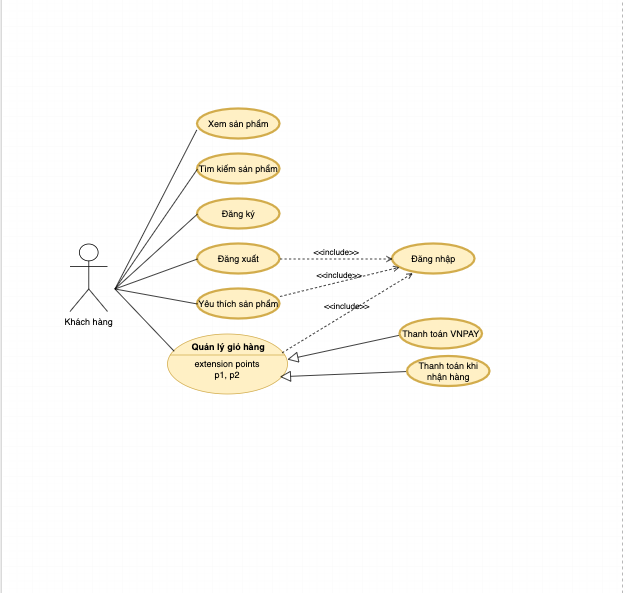 Xem sản phẩm
Tìm kiếm sản phẩm
Đăng ký
Đăng xuất
<<include>>
Đăng nhập
<<include>>
Yêu thích sản phẩm
<<include>>
Khách hàng
Quản lý giỏ hàng
extension points
p1, p2
Thanh toán VNPAY
Thanh toán khi
nhận hàng